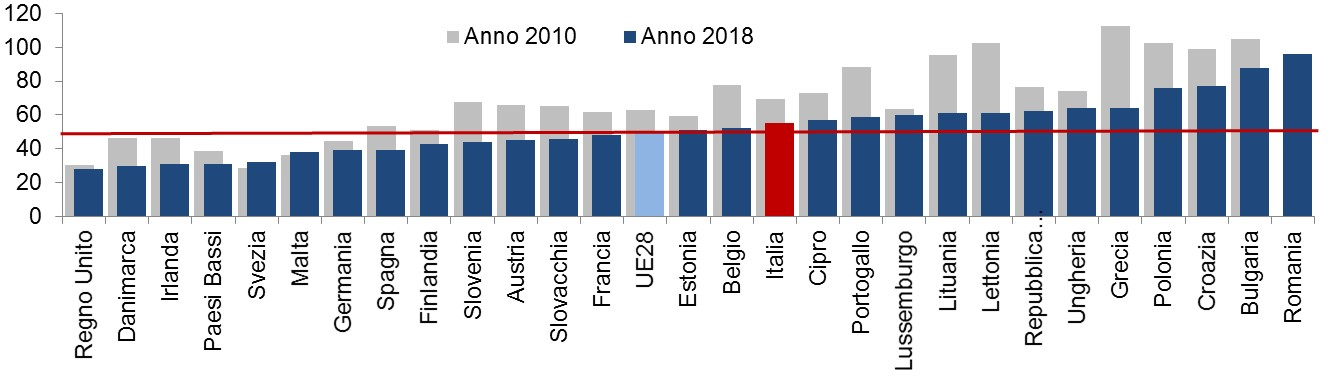 120
100
80
60
40
20
0
Anno 2010
Anno 2018
Regno Unito
Danimarca
Irlanda
Paesi Bassi
Svezia
Malta
Germania
Spagna
Finlandia
Slovenia
Austria
Slovacchia
Francia
UE28
Estonia
Belgio
Italia
Cipro
Portogallo
Lussemburgo
Lituania
Lettonia
Repubblica…
Ungheria
Grecia
Polonia
Croazia
Bulgaria
Romania